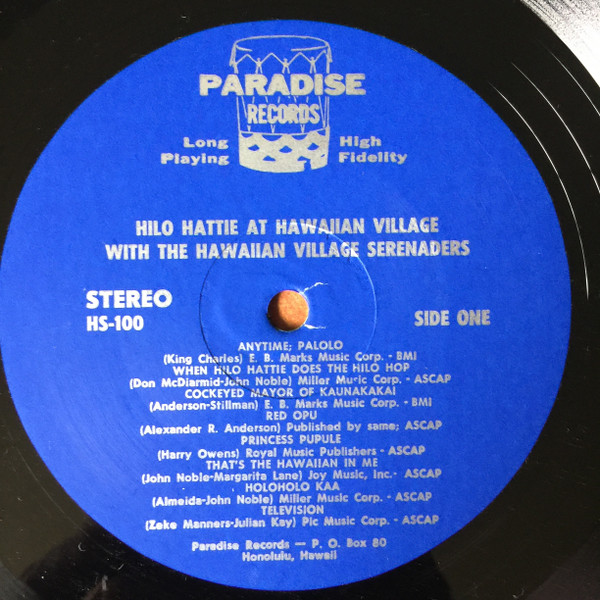 PARADISE
RECORDS
Long Playing
High Fidelity
HILO HATTIE AT HAWAIIAN VILLAGE
WITH THE HAWAIIAN VILLAGE SERENADERS
STEREO
HS-100
SIDE ONE
ANYTIME; PALOLO
(King Charles) E. B. Marks Music Corp. - BMI
WHEN HILO HATTIE DOES THE HILO HOP
(Don McDiarmid-John Noble) Miller Music Corp. - ASCAP
COCKEYED MAYOR OF KAUNAKAKAI
(Anderson-Stillman) E. B. Marks Music Corp. - BMI
RED OPU
(Alexander R. Anderson) Published by same; ASCAP
PRINCESS PUPULE
(Harry Owens) Royal Music Publishers - ASCAP
THAT'S THE HAWAIIAN IN ME
(John Noble-Margarita Lane) Joy Music, Inc.- ASCAP
HOLOHOLO KAA
(Almeida-John Noble) Miller Music Corp. - ASCAP
TELEVISION
(Zeke Manners-Julian Kay) Pic Music Corp. - ASCAP
Paradise Records — P. O. Box 80
Honolulu, Hawaii